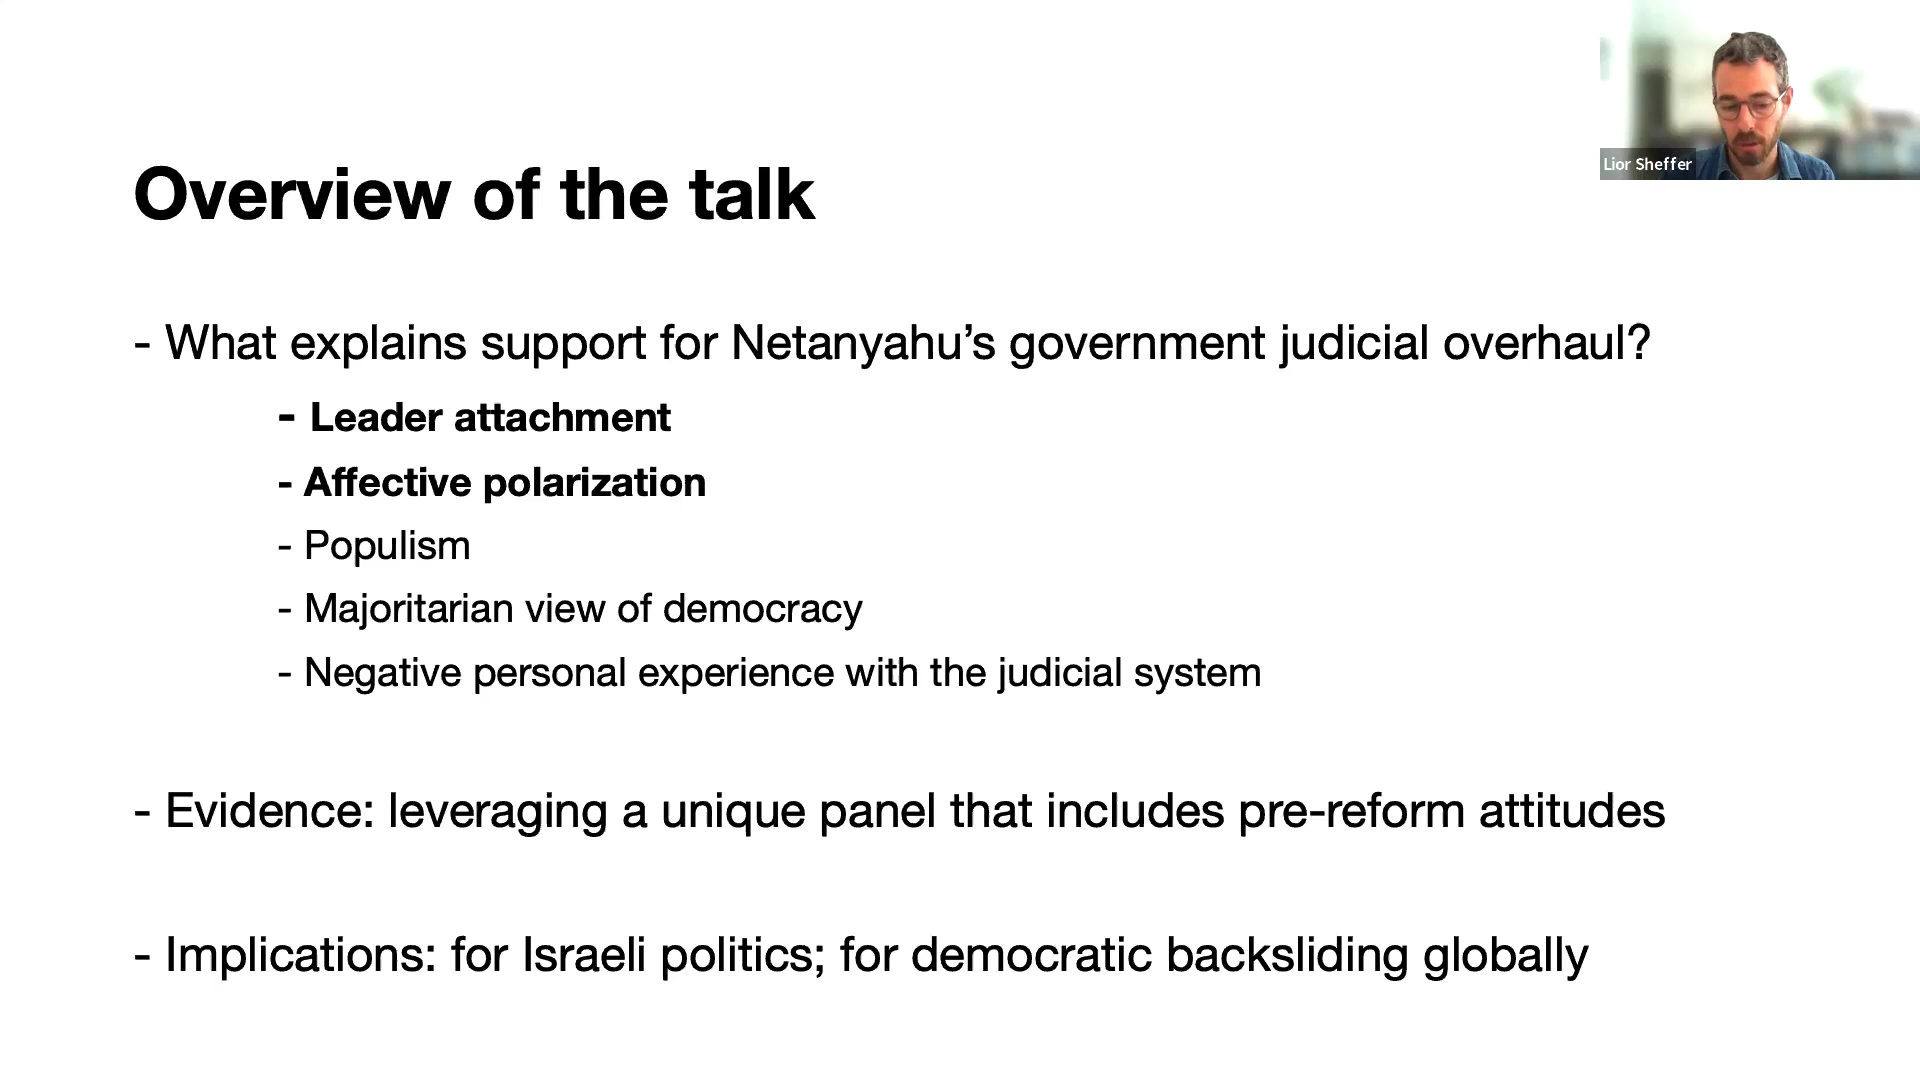 Lior Sheffer
Overview of the talk
- What explains support for Netanyahu’s government judicial overhaul?
- Leader attachment
- Affective polarization
- Populism
- Majoritarian view of democracy
- Negative personal experience with the judicial system
- Evidence: leveraging a unique panel that includes pre-reform attitudes
- Implications: for Israeli politics; for democratic backsliding globally